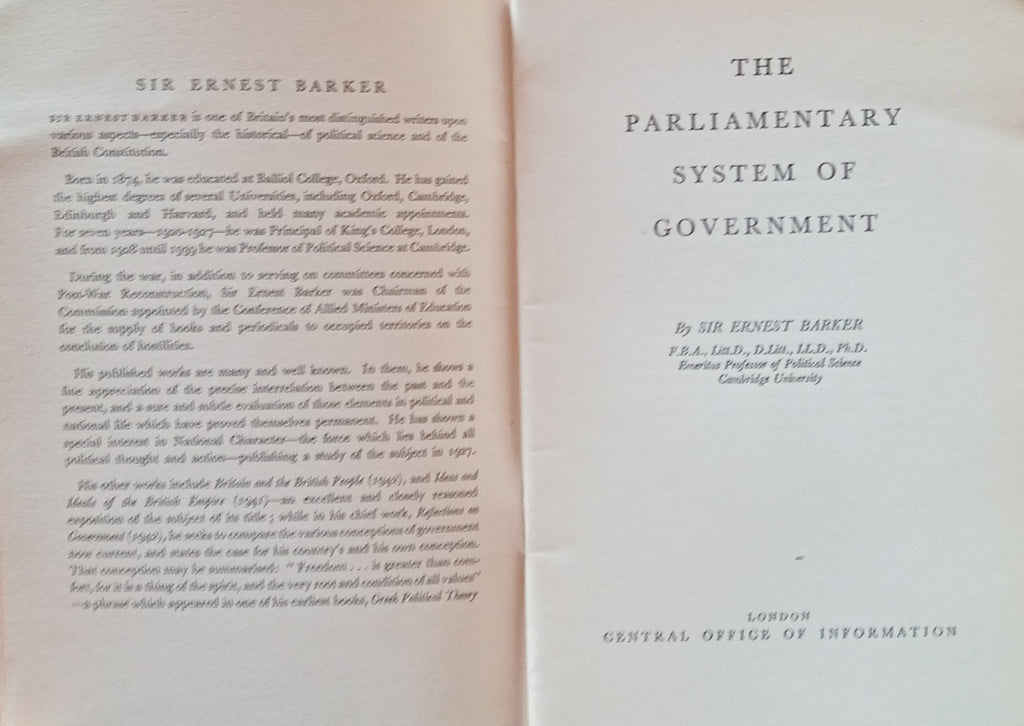 SIR ERNEST BARKER
SIR ERNEST BARKER is one of Britain's most distinguished writers upon
various aspects—especially the historical—of political science and of the
British Constitution.
Born in 1874, he was educated at Balliol College, Oxford. He has gained
the highest degrees of several Universities, including Oxford, Cambridge,
Edinburgh and Harvard, and held many academic appointments.
For seven years—1920-1927—he was Principal of King's College, London,
and from 1928 until 1939 he was Professor of Political Science at Cambridge.
During the war, in addition to serving on committees concerned with
Post-War Reconstruction, Sir Ernest Barker was Chairman of the
Commission appointed by the Conference of Allied Ministers of Education
for the supply of books and periodicals to occupied territories on the
conclusion of hostilities.
His published works are many and well known. In them, he shows a
fine appreciation of the precise interrelation between the past and the
present, and a sure and subtle evaluation of those elements in political and
national life which have proved themselves permanent. He has shown a
special interest in National Character—the force which lies behind all
political thought and action—publishing a study of the subject in 1927.
His other works include Britain and the British People (1942), and Ideas and
Ideals of the British Empire (1941)—an excellent and closely reasoned
exposition of the subject of its title; while in his chief work, Reflections on
Government (1942), he seeks to compare the various conceptions of government
now current, and states the case for his country's and his own conception.
That conception may be summarised: "Freedom . . . is greater than com-
fort, for it is a thing of the spirit, and the very root and condition of all values"
—a phrase which appeared in one of his earliest books, Greek Political Theory
THE
PARLIAMENTARY
SYSTEM OF
GOVERNMENT
By SIR ERNEST BARKER
F.B.A., Litt.D., D.Litt., LL.D., Ph.D.
Emeritus Professor of Political Science
Cambridge University
LONDON
CENTRAL OFFICE OF INFORMATION